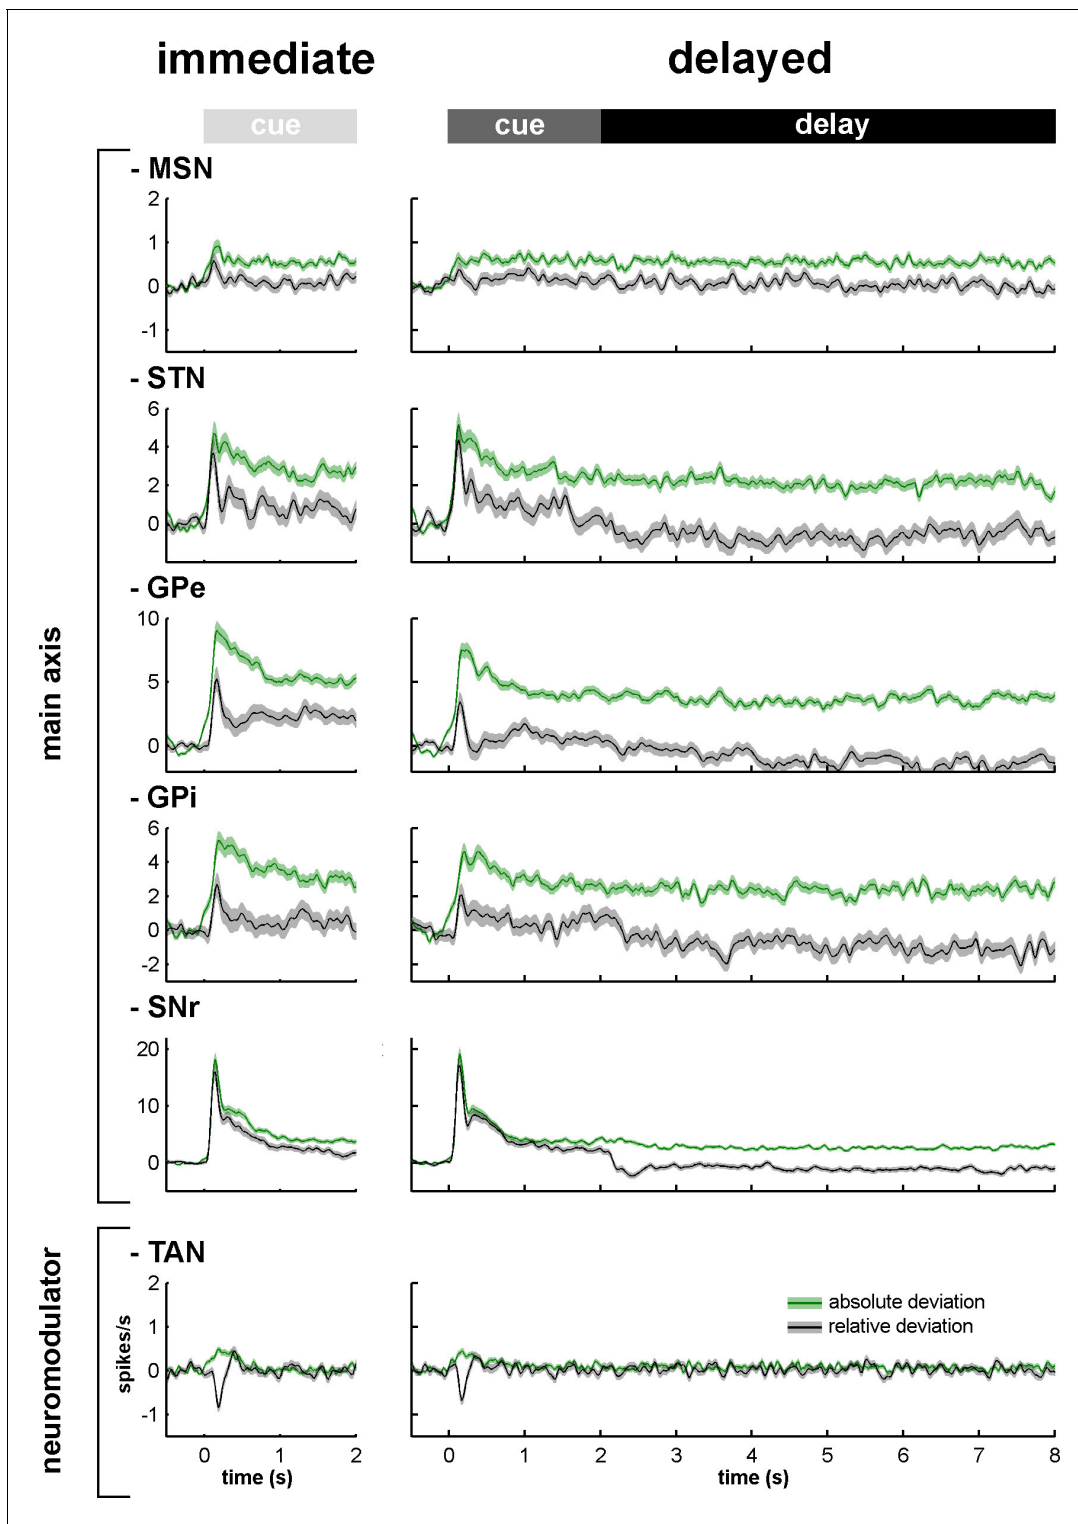 immediate delayed
cue cue delay
- MSN
2
1
0
-1
- STN
6
4
2
0
- GPe
10
5
0
main axis
- GPi
6
4
2
0
-2
- SNr
20
10
0
neuromodulator
- TAN
2
1
0
-1
spikes/s
absolute deviation
relative deviation
0 1 2 0 1 2 3 4 5 6 7 8
time (s) time (s)